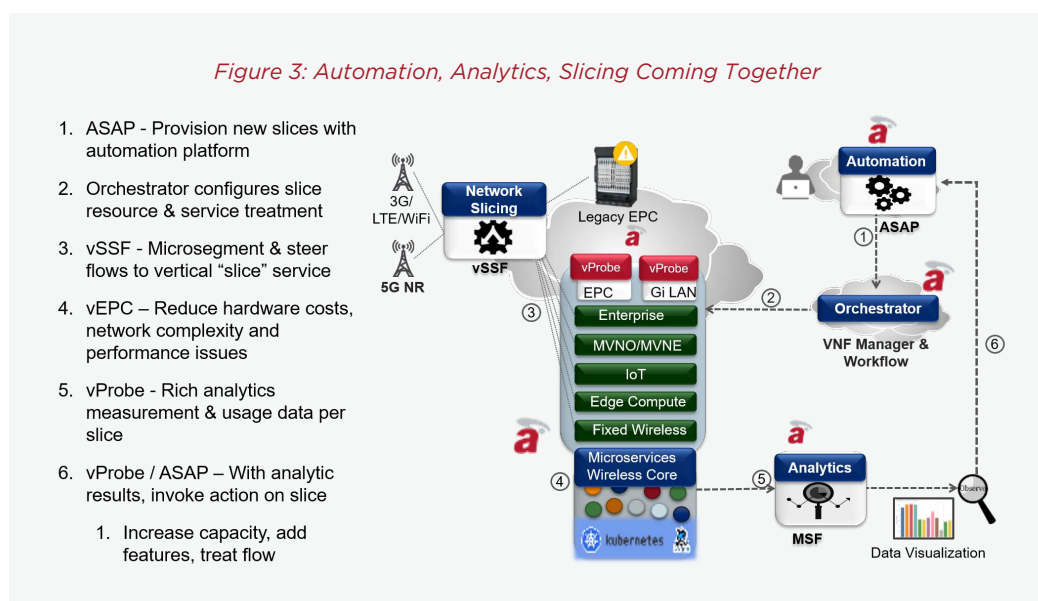 Figure 3: Automation, Analytics, Slicing Coming Together
1. ASAP - Provision new slices with
automation platform
2. Orchestrator configures slice
resource & service treatment
3. vSSF - Microsegment & steer
flows to vertical “slice” service
4. vEPC – Reduce hardware costs,
network complexity and
performance issues
5. vProbe - Rich analytics
measurement & usage data per
slice
6. vProbe / ASAP – With analytic
results, invoke action on slice
1. Increase capacity, add
features, treat flow
3G/
LTE/WiFi
5G NR
Network
Slicing
vSSF
Legacy EPC
a
vProbe
EPC
vProbe
Gi LAN
3
Enterprise
MVNO/MVNE
IoT
Edge Compute
Fixed Wireless
a
4
Microservices
Wireless Core
kubernetes
a
Automation
ASAP
1
a
Orchestrator
VNF Manager &
Workflow
2
6
a
5
Analytics
MSF
Observe
Data Visualization